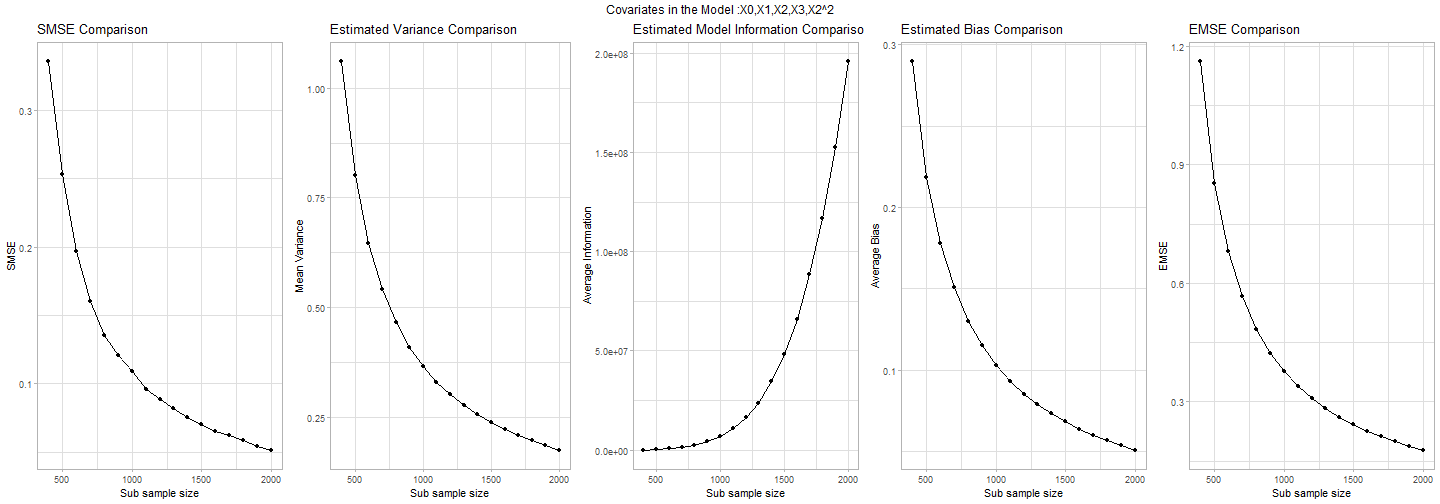 Covariates in the Model :X0,X1,X2,X3,X2^2
SMSE Comparison
SMSE
0.3
0.2
0.1
500 1000 1500 2000
Sub sample size
Estimated Variance Comparison
Mean Variance
1.00
0.75
0.50
0.25
500 1000 1500 2000
Sub sample size
Estimated Model Information Compariso
Average Information
2.0e+08
1.5e+08
1.0e+08
5.0e+07
0.0e+00
500 1000 1500 2000
Sub sample size
Estimated Bias Comparison
Average Bias
0.3
0.2
0.1
500 1000 1500 2000
Sub sample size
EMSE Comparison
EMSE
1.2
0.9
0.6
0.3
500 1000 1500 2000
Sub sample size